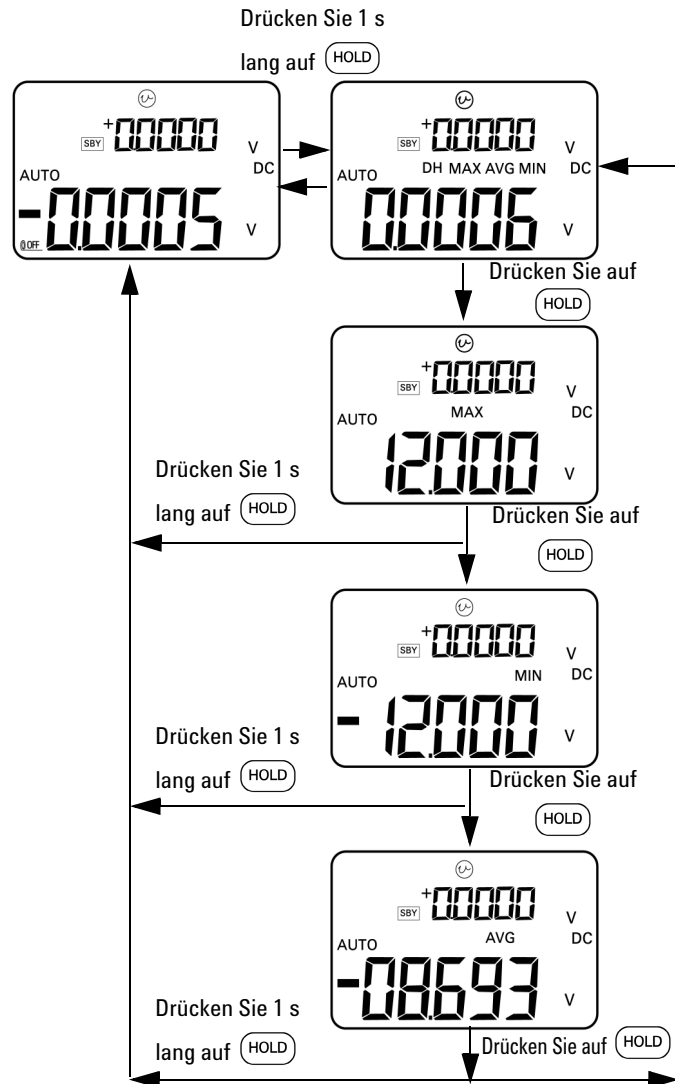 Drücken Sie 1 s
lang auf HOLD
SBY +00000 V
AUTO DC
-0.0005 V
0OFF
SBY +00000 V
DH MAX AVG MIN DC
AUTO
0.0006 V
Drücken Sie auf
HOLD
SBY +00000 V
MAX DC
AUTO
12.000 V
Drücken Sie 1 s
lang auf HOLD
Drücken Sie auf
HOLD
SBY +00000 V
MIN DC
AUTO
-12.000 V
Drücken Sie 1 s
lang auf HOLD
Drücken Sie auf
HOLD
SBY +00000 V
AVG DC
AUTO
-08.693 V
Drücken Sie 1 s
lang auf HOLD
Drücken Sie auf HOLD